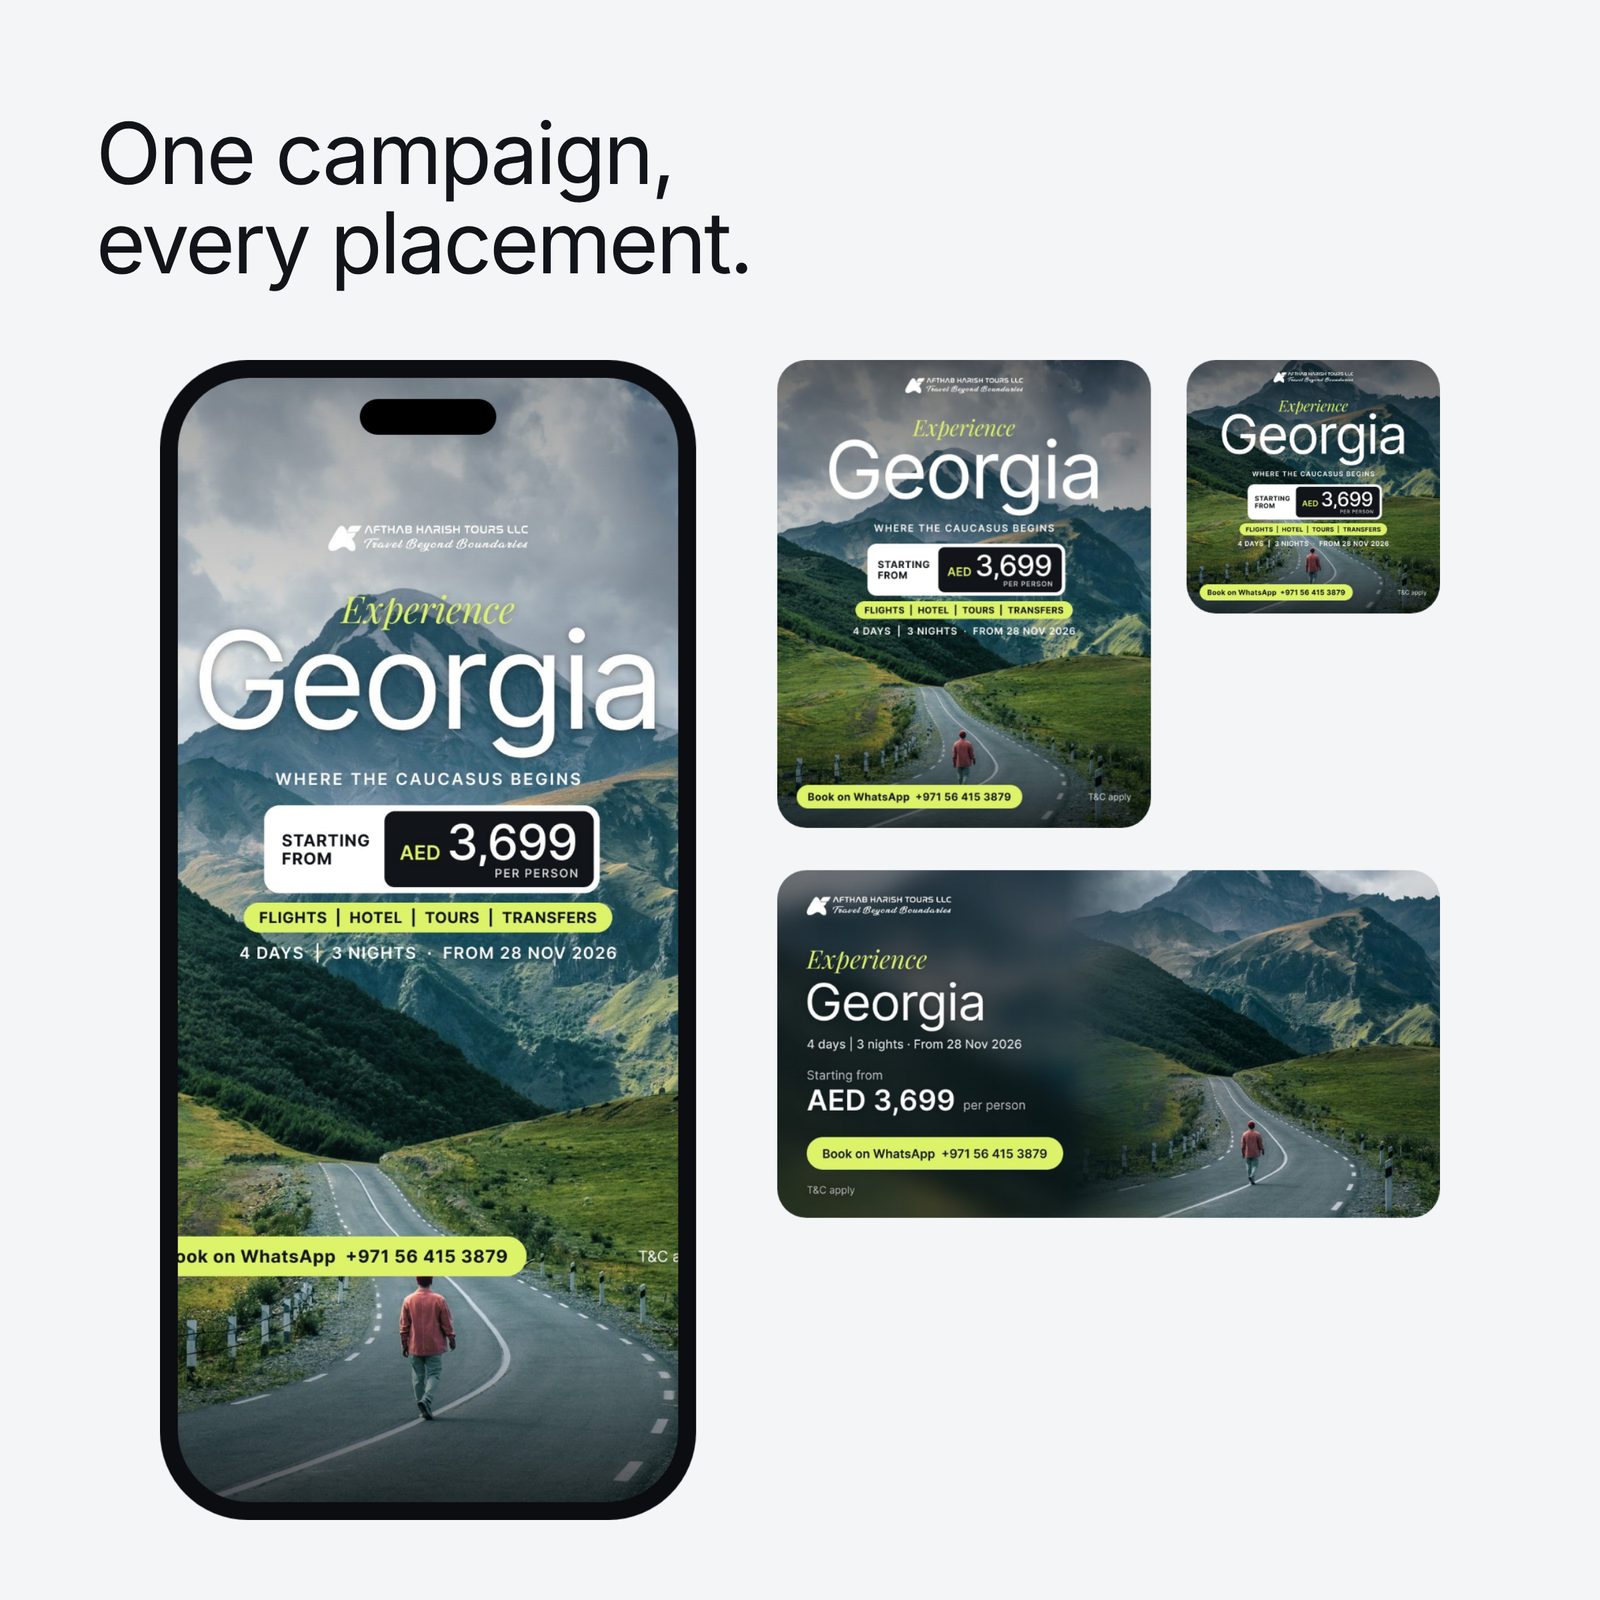 One campaign,
every placement.
AFTHAB HARISH TOURS LLC
Travel Beyond Boundaries
Experience
Georgia
WHERE THE CAUCASUS BEGINS
STARTING
FROM
AED 3,699
PER PERSON
FLIGHTS | HOTEL | TOURS | TRANSFERS
4 DAYS | 3 NIGHTS · FROM 28 NOV 2026
ook on WhatsApp +971 56 415 3879
T&C a
AFTHAB HARISH TOURS LLC
Travel Beyond Boundaries
Experience
Georgia
WHERE THE CAUCASUS BEGINS
STARTING
FROM
AED 3,699
PER PERSON
FLIGHTS | HOTEL | TOURS | TRANSFERS
4 DAYS | 3 NIGHTS · FROM 28 NOV 2026
Book on WhatsApp +971 56 415 3879
T&C apply
AFTHAB HARISH TOURS LLC
Travel Beyond Boundaries
Experience
Georgia
WHERE THE CAUCASUS BEGINS
STARTING
FROM
AED 3,699
PER PERSON
FLIGHTS | HOTEL | TOURS | TRANSFERS
4 DAYS | 3 NIGHTS · FROM 28 NOV 2026
Book on WhatsApp +971 56 415 3879
T&C apply
AFTHAB HARISH TOURS LLC
Travel Beyond Boundaries
Experience
Georgia
4 days | 3 nights · From 28 Nov 2026
Starting from
AED 3,699 per person
Book on WhatsApp +971 56 415 3879
T&C apply